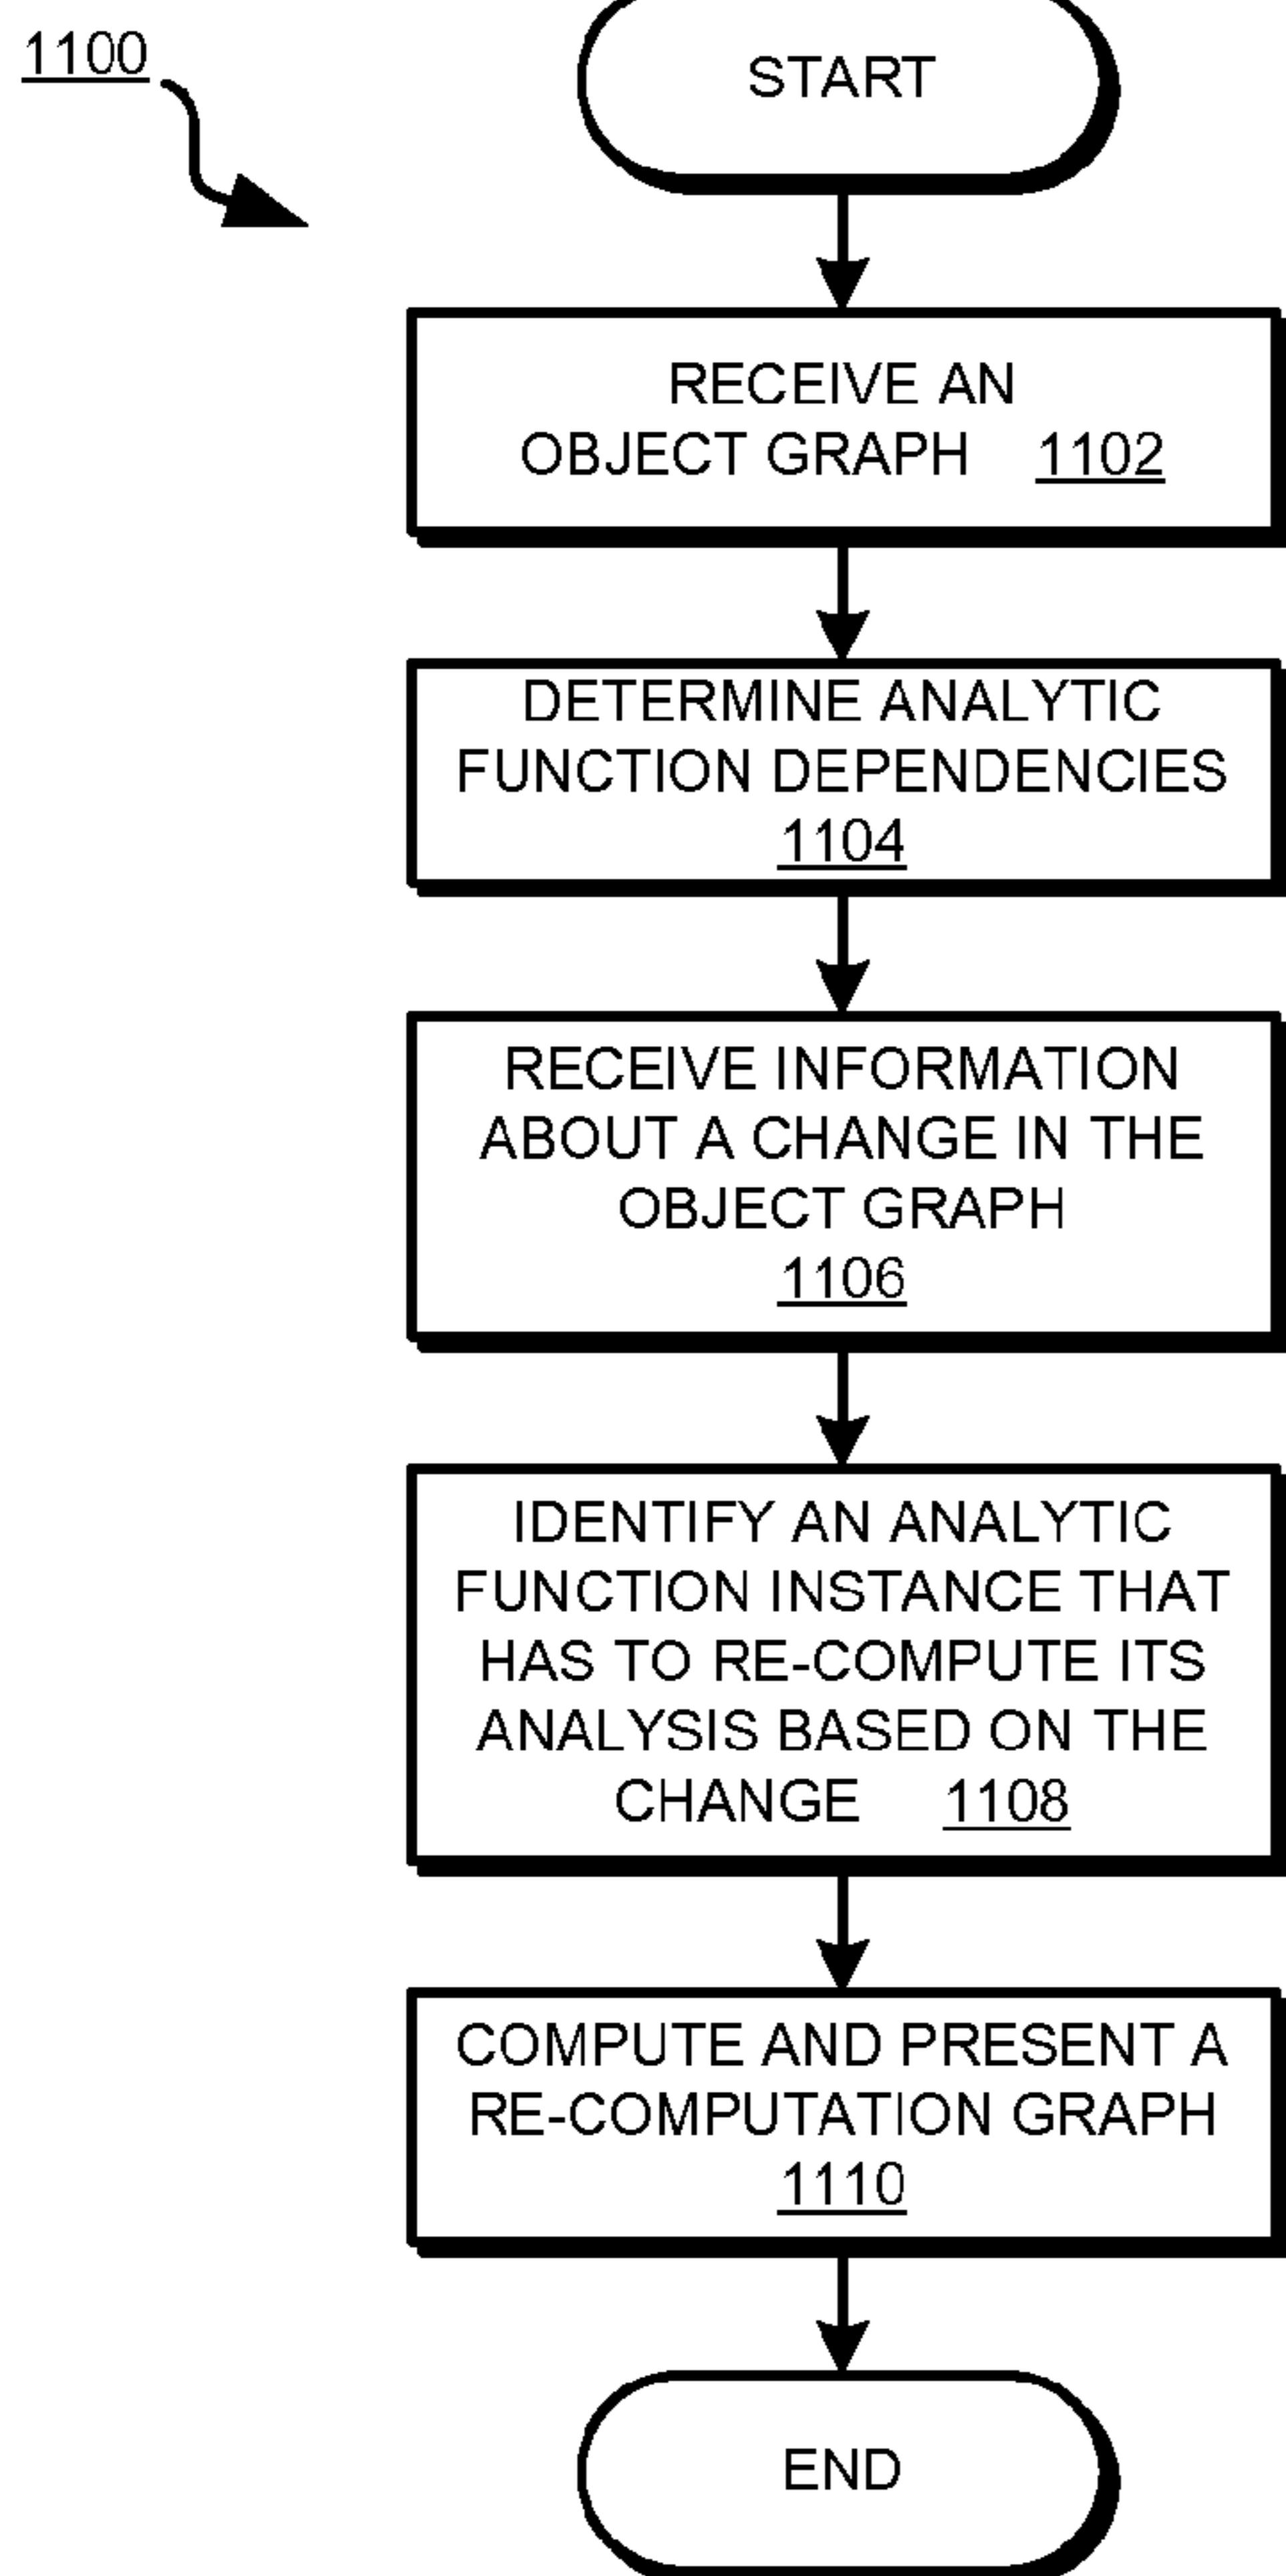 1100
START
RECEIVE AN
OBJECT GRAPH 1102
DETERMINE ANALYTIC
FUNCTION DEPENDENCIES
1104
RECEIVE INFORMATION
ABOUT A CHANGE IN THE
OBJECT GRAPH
1106
IDENTIFY AN ANALYTIC
FUNCTION INSTANCE THAT
HAS TO RE-COMPUTE ITS
ANALYSIS BASED ON THE
CHANGE 1108
COMPUTE AND PRESENT A
RE-COMPUTATION GRAPH
1110
END